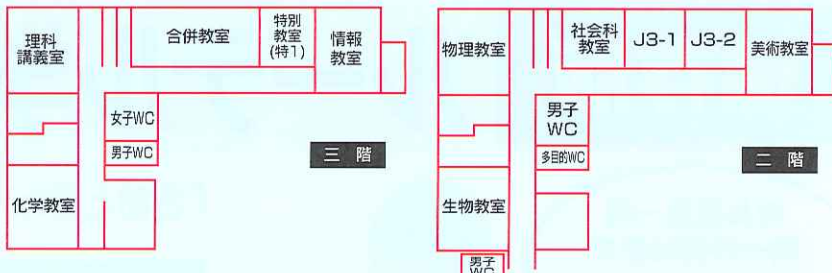 理科
講義室
合併教室
特別
教室
(特1)
情報
教室
女子WC
男子WC
三階
化学教室
物理教室
社会科
教室
J3-1
J3-2
美術教室
男子
WC
多目的WC
二階
生物教室
男子
WC